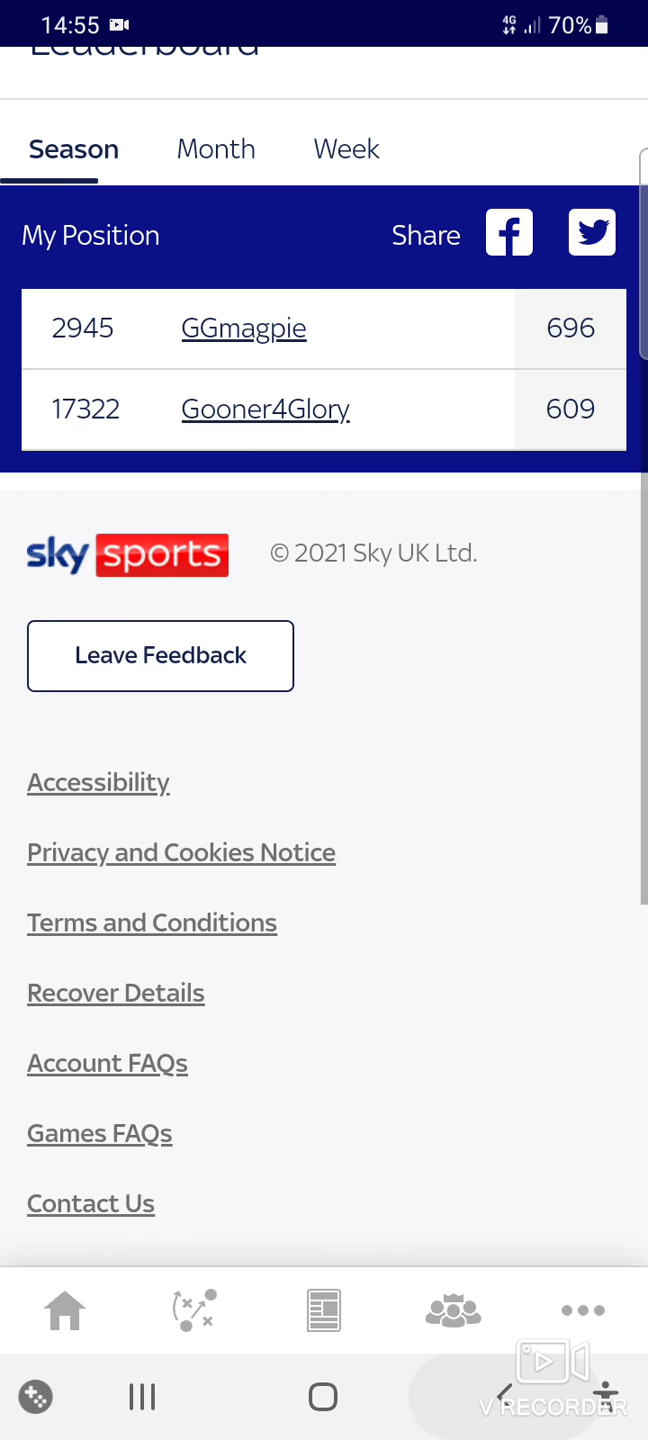 14:55 4G 70%
Leaderboard
Season Month Week
My Position Share
2945 GGmagpie 696
17322 Gooner4Glory 609
sky sports © 2021 Sky UK Ltd.
Leave Feedback
Accessibility
Privacy and Cookies Notice
Terms and Conditions
Recover Details
Account FAQs
Games FAQs
Contact Us
V RECORDER